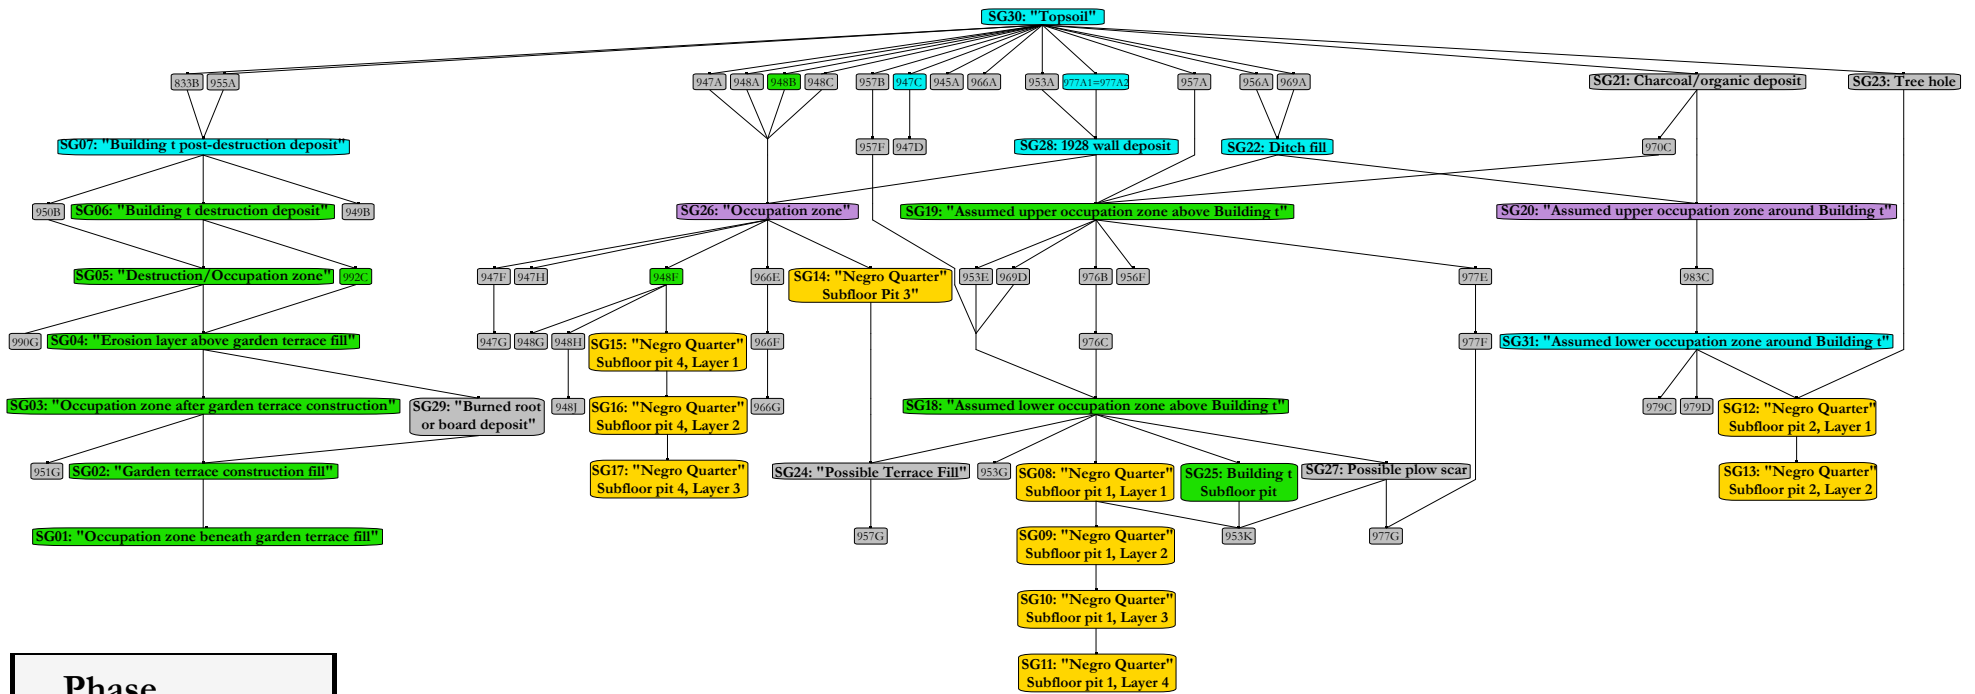 SG30: "Topsoil"
833B
955A
947A
948A
948B
948C
957B
947C
945A
966A
953A
977A1=977A2
957A
956A
969A
SG21: Charcoal/organic deposit
SG23: Tree hole
SG07: "Building t post-destruction deposit"
957F
947D
SG28: 1928 wall deposit
SG22: Ditch fill
970C
950B
SG06: "Building t destruction deposit"
949B
SG26: "Occupation zone"
SG19: "Assumed upper occupation zone above Building t"
SG20: "Assumed upper occupation zone around Building t"
SG05: "Destruction/Occupation zone"
992C
947F
947H
948F
966E
SG14: "Negro Quarter"
Subfloor Pit 3"
953E
969D
976B
956F
977E
983C
990G
SG04: "Erosion layer above garden terrace fill"
947G
948G
948H
SG15: "Negro Quarter"
Subfloor pit 4, Layer 1
966F
976C
977F
SG31: "Assumed lower occupation zone around Building t"
SG03: "Occupation zone after garden terrace construction"
SG29: "Burned root
or board deposit"
948J
SG16: "Negro Quarter"
Subfloor pit 4, Layer 2
966G
SG18: "Assumed lower occupation zone above Building t"
979C
979D
SG12: "Negro Quarter"
Subfloor pit 2, Layer 1
951G
SG02: "Garden terrace construction fill"
SG17: "Negro Quarter"
Subfloor pit 4, Layer 3
SG24: "Possible Terrace Fill"
953G
SG08: "Negro Quarter"
Subfloor pit 1, Layer 1
SG25: Building t
Subfloor pit
SG27: Possible plow scar
SG13: "Negro Quarter"
Subfloor pit 2, Layer 2
SG01: "Occupation zone beneath garden terrace fill"
957G
SG09: "Negro Quarter"
Subfloor pit 1, Layer 2
953K
977G
SG10: "Negro Quarter"
Subfloor pit 1, Layer 3
SG11: "Negro Quarter"
Subfloor pit 1, Layer 4
Phase